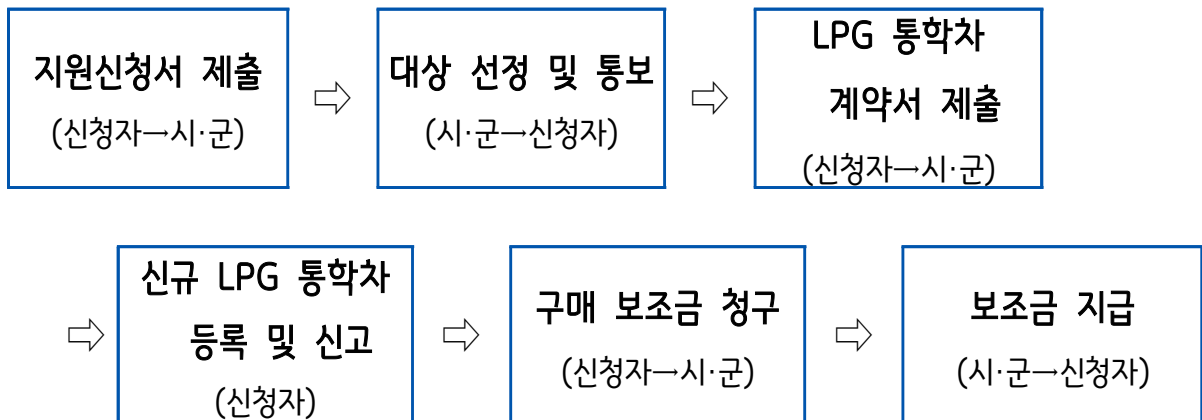 지원신청서 제출
(신청자→시·군)
⇨
대상 선정 및 통보
(시·군→신청자)
⇨
LPG 통학차
계약서 제출
(신청자→시·군)
⇨
신규 LPG 통학차
등록 및 신고
(신청자)
⇨
구매 보조금 청구
(신청자→시·군)
⇨
보조금 지급
(시·군→신청자)